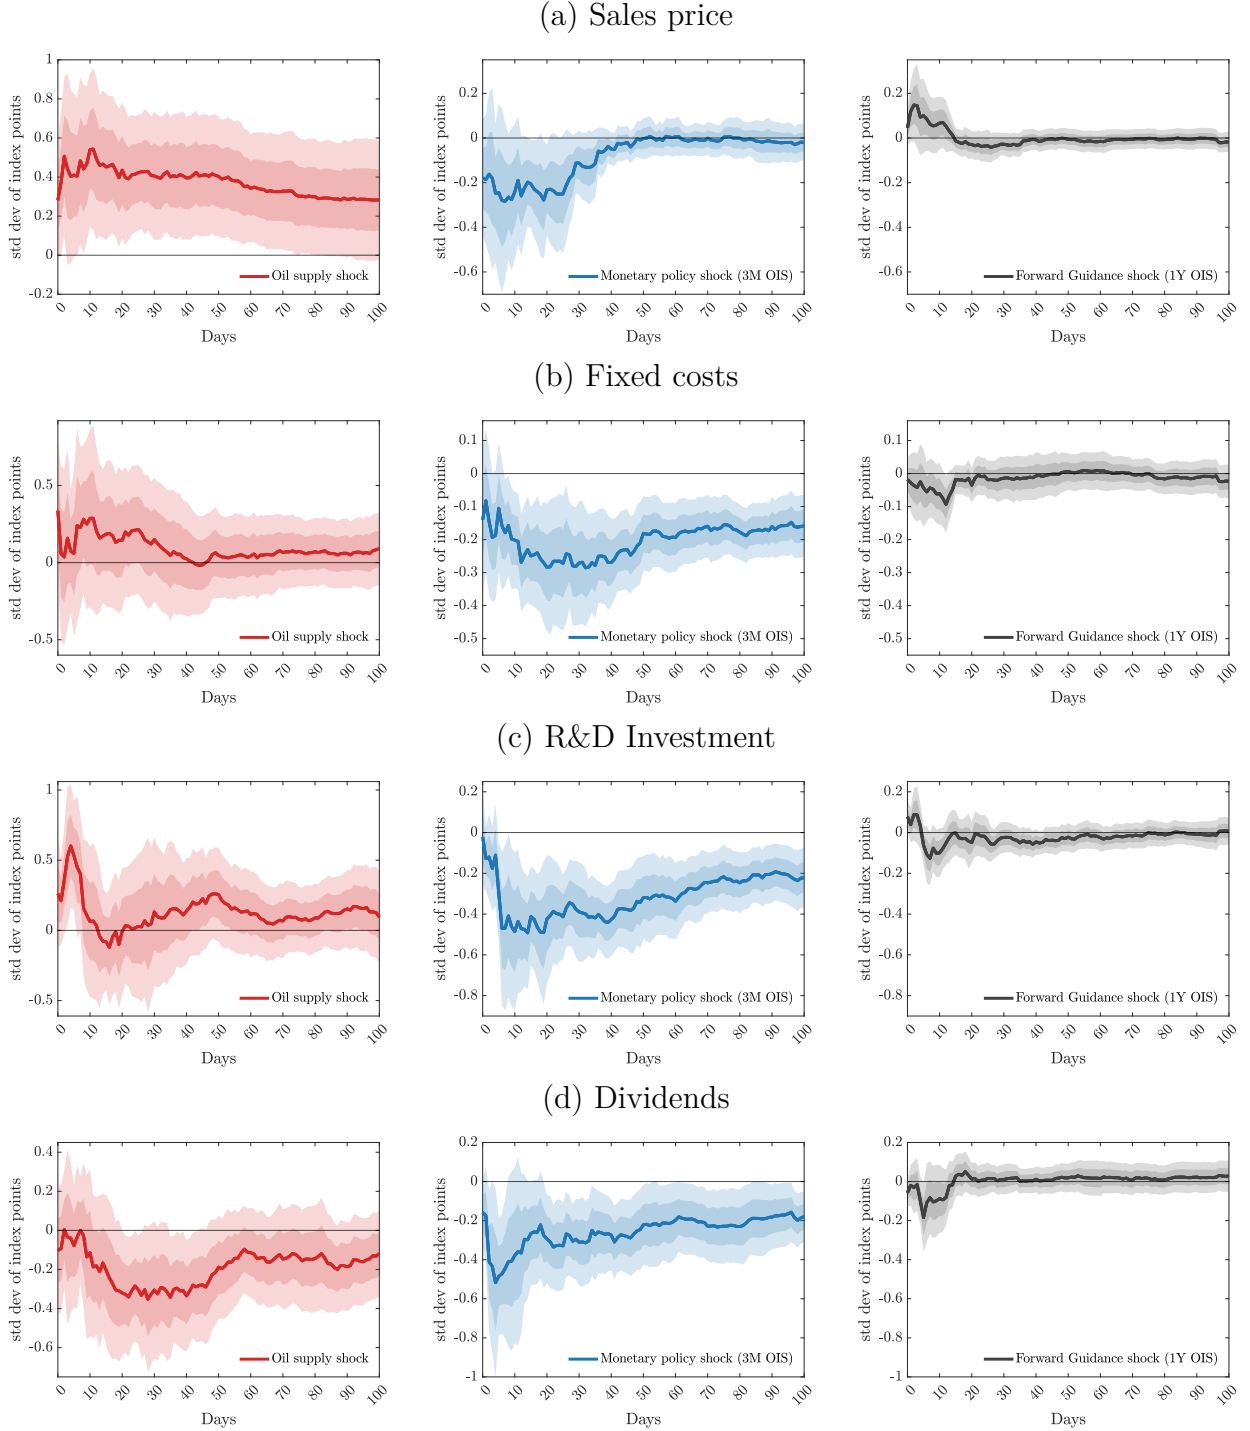 (a) Sales price
std dev of index points
1
0.8
0.6
0.4
0.2
0
-0.2
Oil supply shock
0 10 20 30 40 50 60 70 80 90 100
Days
std dev of index points
0.2
0
-0.2
-0.4
-0.6
Monetary policy shock (3M OIS)
0 10 20 30 40 50 60 70 80 90 100
Days
std dev of index points
0.2
0
-0.2
-0.4
-0.6
Forward Guidance shock (1Y OIS)
0 10 20 30 40 50 60 70 80 90 100
Days
(b) Fixed costs
std dev of index points
0.5
0
-0.5
Oil supply shock
0 10 20 30 40 50 60 70 80 90 100
Days
std dev of index points
0.1
0
-0.1
-0.2
-0.3
-0.4
-0.5
Monetary policy shock (3M OIS)
0 10 20 30 40 50 60 70 80 90 100
Days
std dev of index points
0.1
0
-0.1
-0.2
-0.3
-0.4
-0.5
Forward Guidance shock (1Y OIS)
0 10 20 30 40 50 60 70 80 90 100
Days
(c) R&D Investment
std dev of index points
1
0.5
0
-0.5
Oil supply shock
0 10 20 30 40 50 60 70 80 90 100
Days
std dev of index points
0.2
0
-0.2
-0.4
-0.6
-0.8
Monetary policy shock (3M OIS)
0 10 20 30 40 50 60 70 80 90 100
Days
std dev of index points
0.2
0
-0.2
-0.4
-0.6
-0.8
Forward Guidance shock (1Y OIS)
0 10 20 30 40 50 60 70 80 90 100
Days
(d) Dividends
std dev of index points
0.4
0.2
0
-0.2
-0.4
-0.6
Oil supply shock
0 10 20 30 40 50 60 70 80 90 100
Days
std dev of index points
0.2
0
-0.2
-0.4
-0.6
-0.8
-1
Monetary policy shock (3M OIS)
0 10 20 30 40 50 60 70 80 90 100
Days
std dev of index points
0.2
0
-0.2
-0.4
-0.6
-0.8
-1
Forward Guidance shock (1Y OIS)
0 10 20 30 40 50 60 70 80 90 100
Days